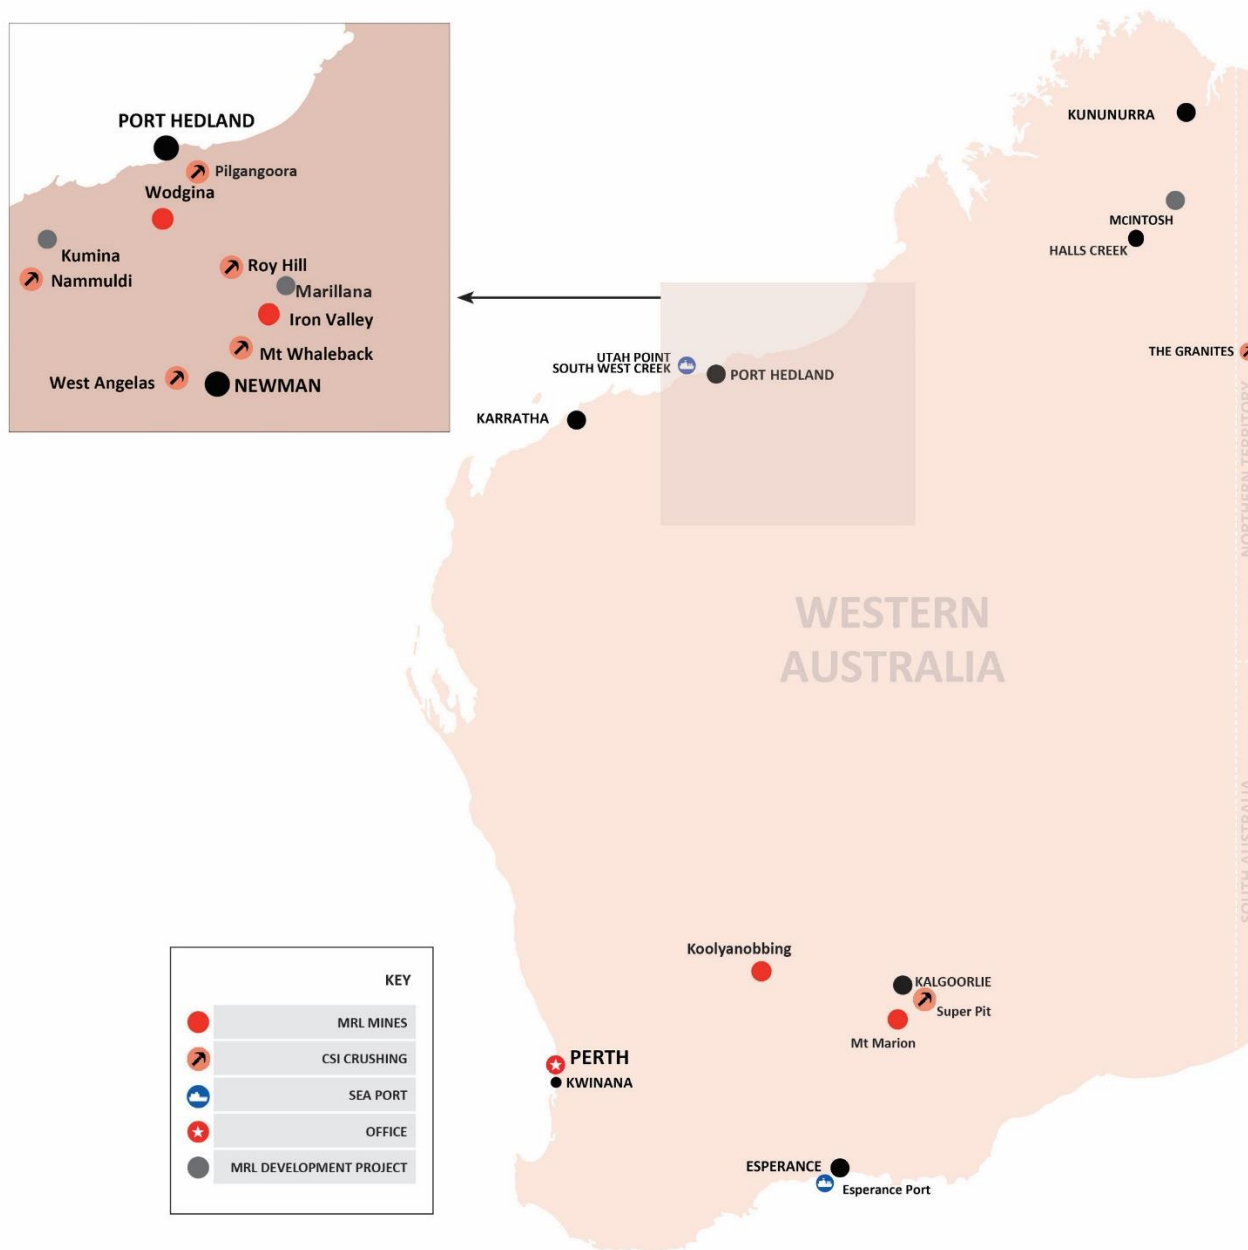 PORT HEDLAND
Pilgangoora
Wodgina
Kumina
Nammuldi
Roy Hill
Marillana
Iron Valley
Mt Whaleback
West Angelas
NEWMAN
KUNUNURRA
McINTOSH
HALLS CREEK
THE GRANITES
UTAH POINT
SOUTH WEST CREEK
PORT HEDLAND
KARRATHA
NORTHERN TERRITORY
WESTERN
AUSTRALIA
SOUTH AUSTRALIA
Koolyanobbing
KALGOORLIE
Super Pit
Mt Marion
PERTH
KWINANA
ESPERANCE
Esperance Port
KEY
MRL MINES
CSI CRUSHING
SEA PORT
OFFICE
MRL DEVELOPMENT PROJECT